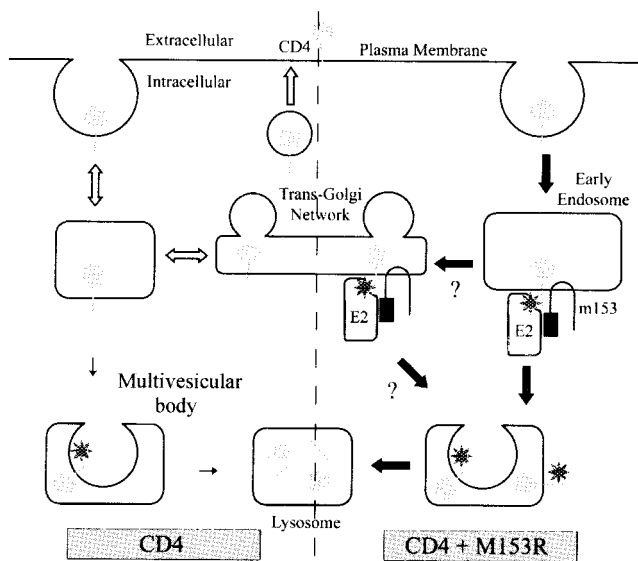 Extracellular
CD4
Plasma Membrane
Intracellular
Early
Endosome
Trans-Golgi
Network
?
m153
E2
E2
?
Multivesicular
body
Lysosome
CD4
CD4 + M153R